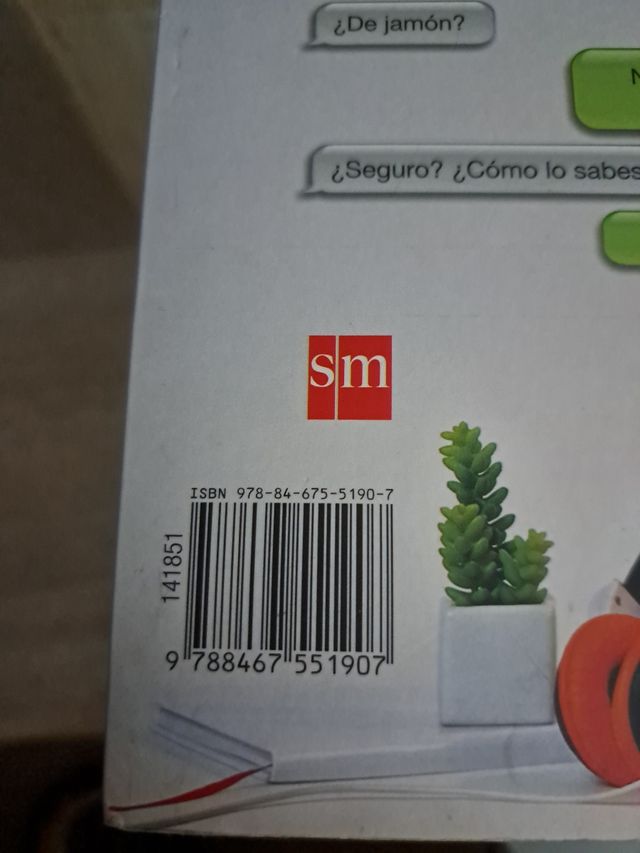 ¿De jamón?
N
¿Seguro? ¿Cómo lo sabes
sm
ISBN 978-84-675-5190-7
141851
9 788467 551907